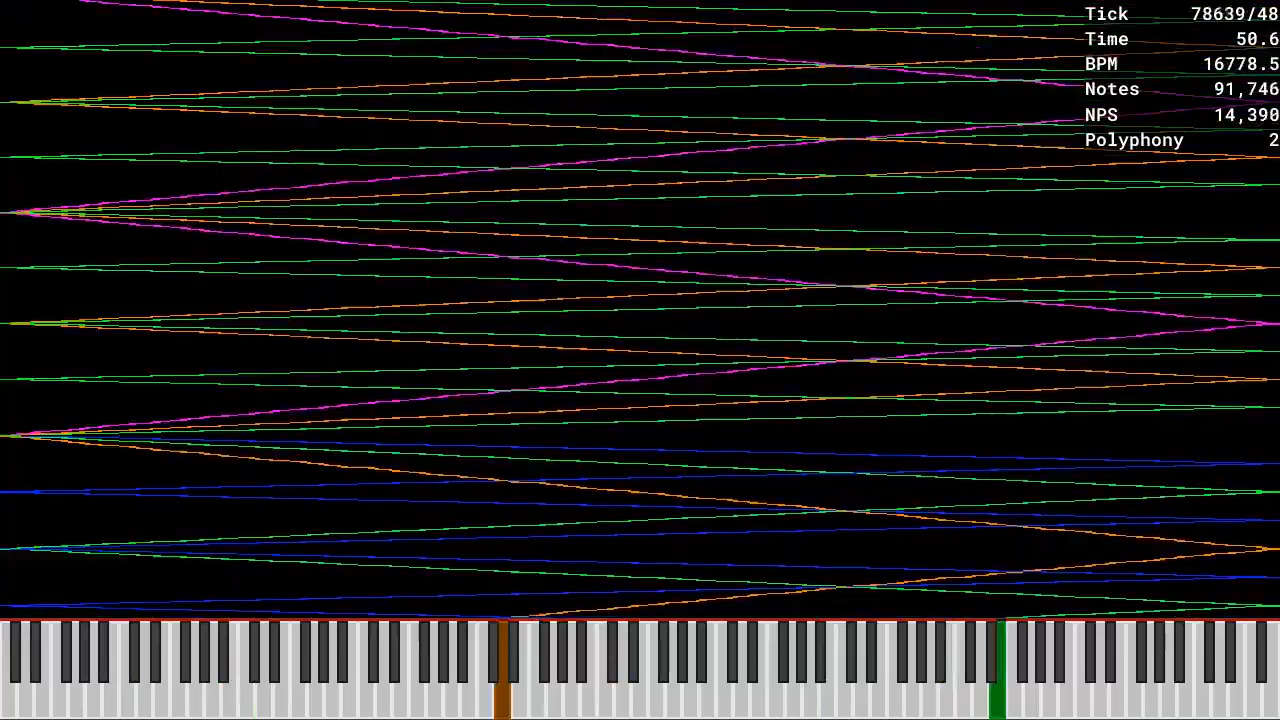 Tick 78639/48
Time 50.6
BPM 16778.5
Notes 91,746
NPS 14,390
Polyphony 2